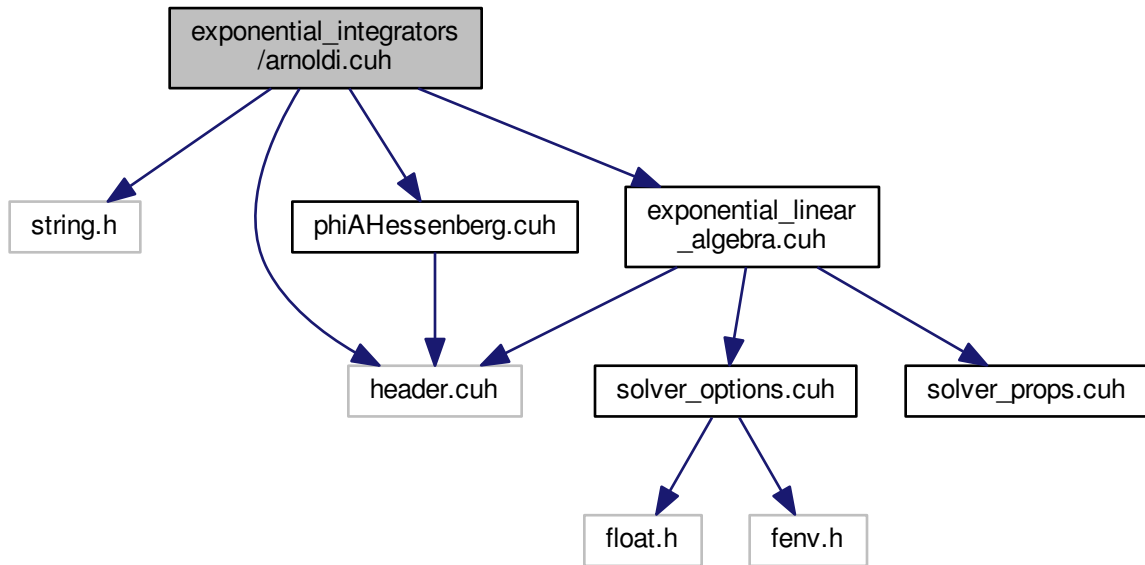 exponential_integrators
/arnoldi.cuh
string.h
phiAHessenberg.cuh
exponential_linear
_algebra.cuh
header.cuh
solver_options.cuh
solver_props.cuh
float.h
fenv.h